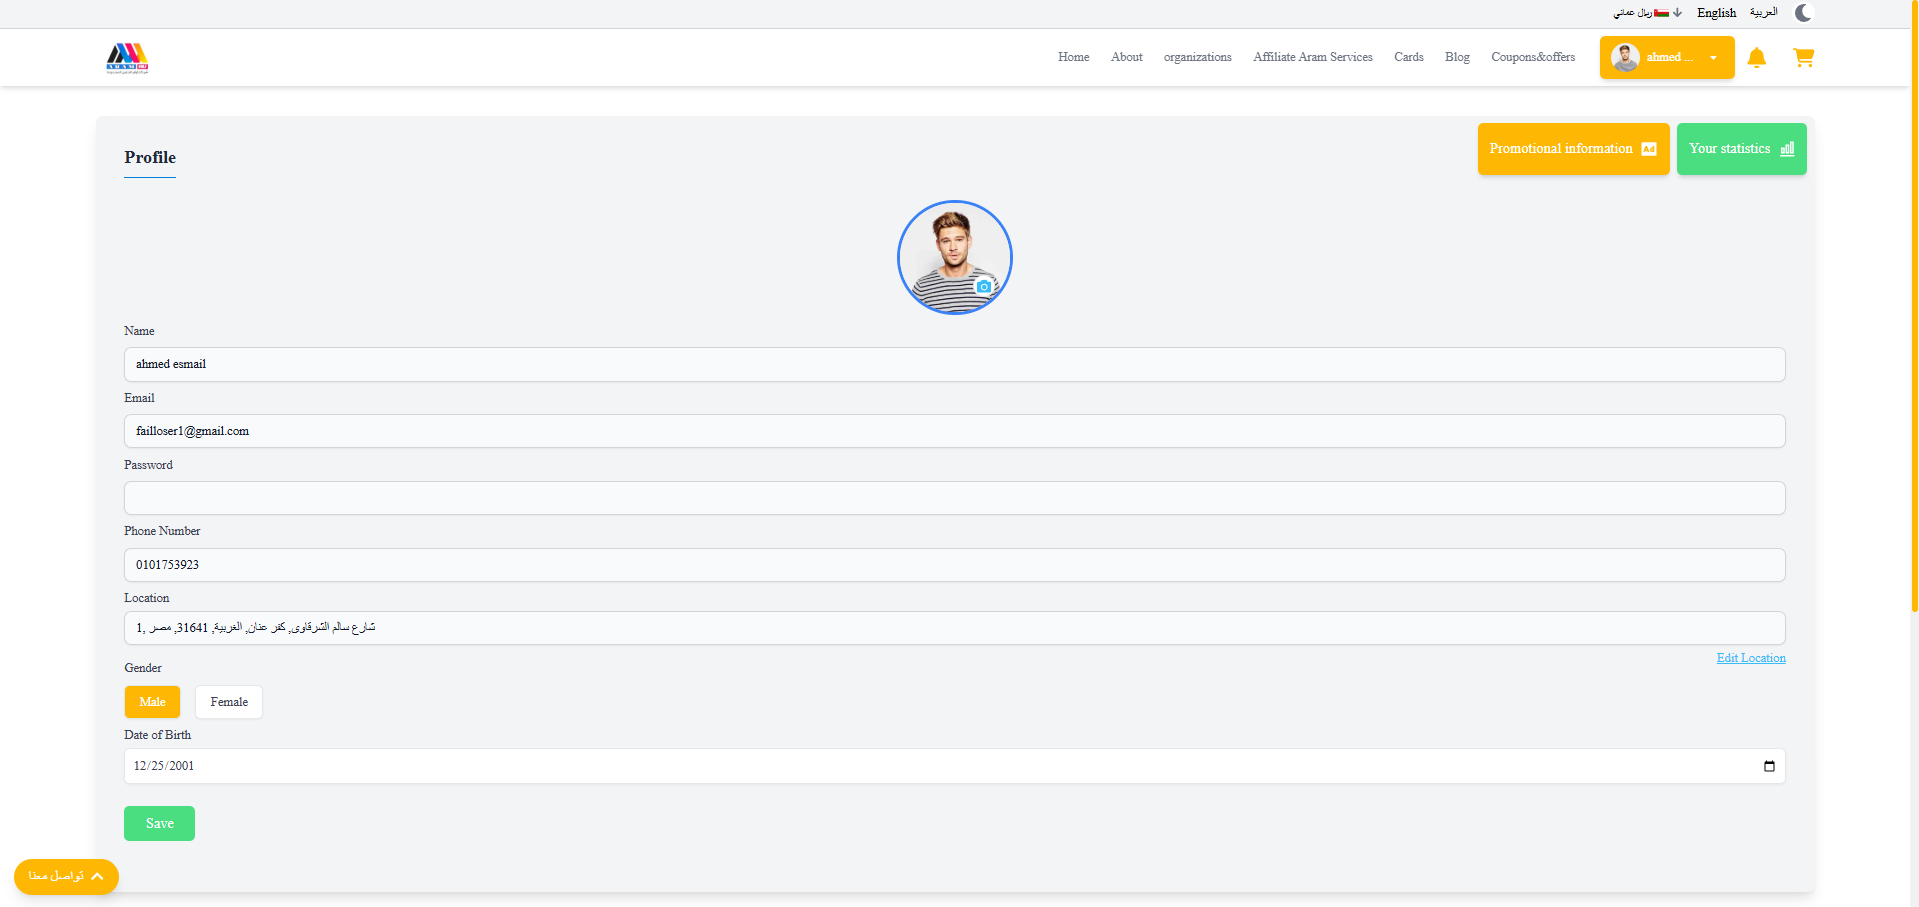 ريال عماني
English
العربية
ARAM
Home
About
organizations
Affiliate Aram Services
Cards
Blog
Coupons&offers
ahmed ...
Profile
Promotional information
Ad
Your statistics
Name
ahmed esmail
Email
failloser1@gmail.com
Password
Phone Number
0101753923
Location
1, شارع سالم الشرقاوى, كفر عنان, الغربية, 31641, مصر
Edit Location
Gender
Male
Female
Date of Birth
12/25/2001
Save
تواصل معنا